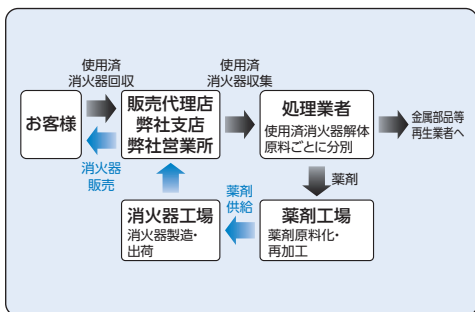 使用済
消火器回収
使用済
消火器収集
お客様
販売代理店
弊社支店
弊社営業所
処理業者
使用済消火器解体
原料ごとに分別
金属部品等
再生業者へ
消火器
販売
薬剤
薬剤
供給
消火器工場
消火器製造・
出荷
薬剤工場
薬剤原料化・
再加工